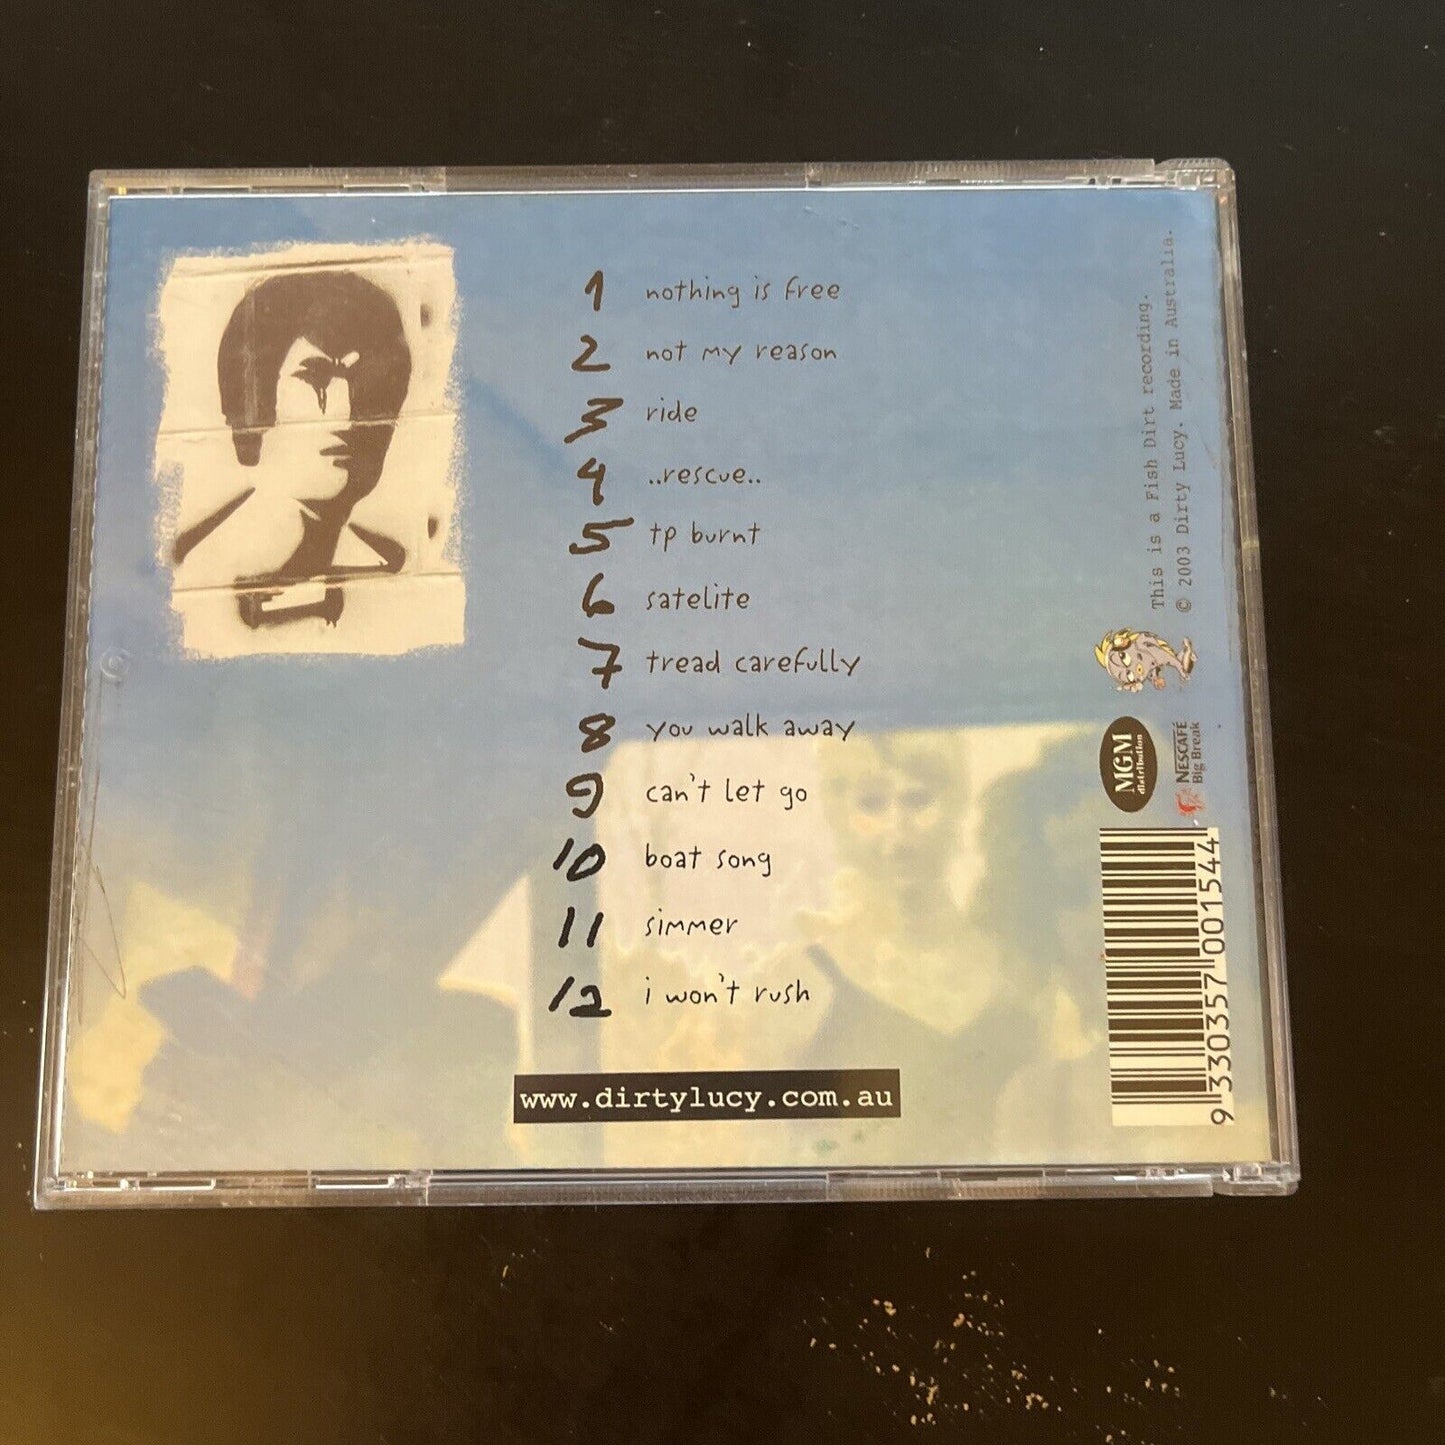 1 nothing is free
2 not my reason
3 ride
4 ..rescue..
5 tp burnt
6 satelite
7 tread carefully
8 you walk away
9 can't let go
10 boat song
11 simmer
12 i won't rush
www.dirtylucy.com.au
This is a Fish Dirt recording.
© 2003 Dirty Lucy. Made in Australia.
MGM
distribution
NESCAFÉ
Big Break
9 330357 001544